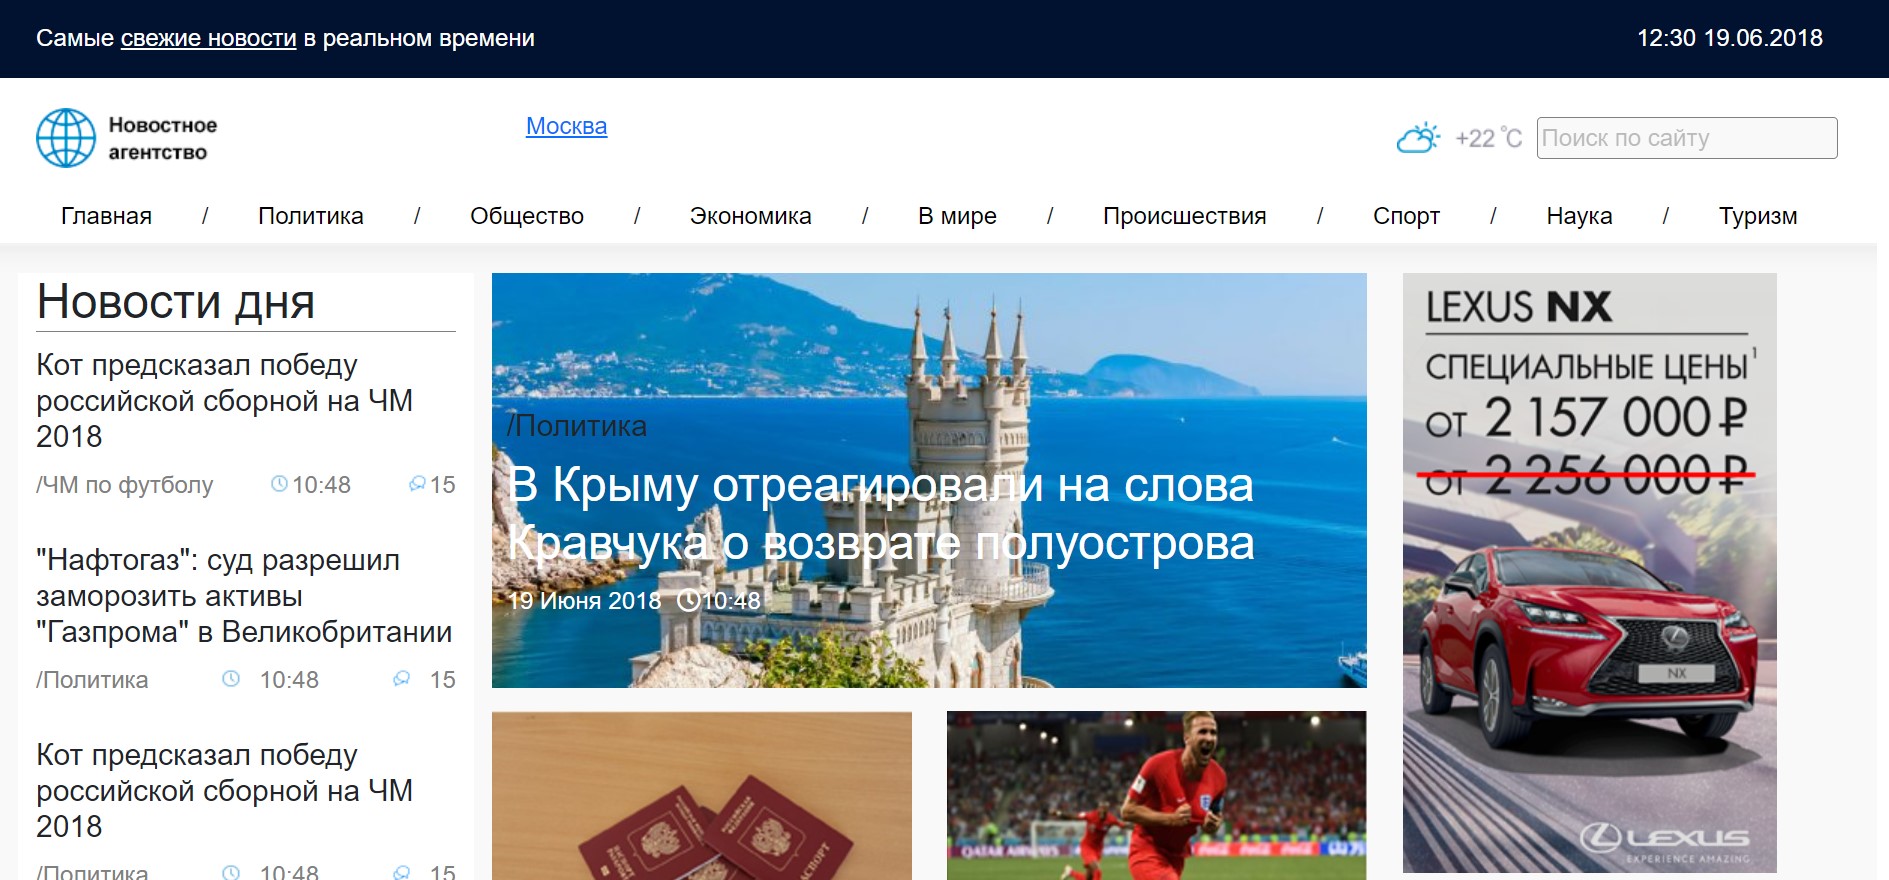 Самые свежие новости в реальном времени
12:30 19.06.2018
Новостное
агентство
Москва
+22 ℃
Поиск по сайту
Главная / Политика / Общество / Экономика / В мире / Происшествия / Спорт / Наука / Туризм
Новости дня
Кот предсказал победу
российской сборной на ЧМ
2018
/ЧМ по футболу 10:48 15
"Нафтогаз": суд разрешил
заморозить активы
"Газпрома" в Великобритании
/Политика 10:48 15
Кот предсказал победу
российской сборной на ЧМ
2018
/Политика 10:48 15
/Политика
В Крыму отреагировали на слова
Кравчука о возврате полуострова
19 Июня 2018 10:48
QATAR AIRWAYS
LEXUS NX
СПЕЦИАЛЬНЫЕ ЦЕНЫ¹
от 2 157 000 ₽
от 2 256 000 ₽
NX
LEXUS
EXPERIENCE AMAZING